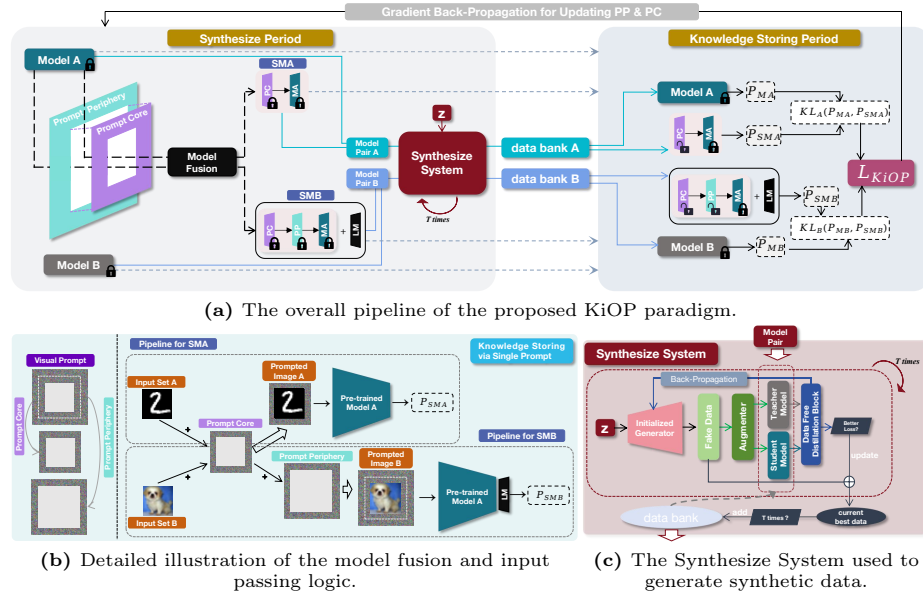 Gradient Back-Propagation for Updating PP & PC
Synthesize Period
Knowledge Storing Period
Model A
Prompt Periphery
Prompt Core
Model Fusion
SMA
PC
MA
SMB
PC
PP
MA
+
LM
Model B
Model Pair A
Model Pair B
z
Synthesize System
T times
data bank A
data bank B
Model A
P_MA
PC
MA
P_SMA
KL_A(P_MA, P_SMA)
L_KiOP
PC
PP
MA
+
LM
P_SMB
KL_B(P_MB, P_SMB)
Model B
P_MB
(a) The overall pipeline of the proposed KiOP paradigm.
Visual Prompt
Prompt Core
Prompt Periphery
Pipeline for SMA
Knowledge Storing
via Single Prompt
Input Set A
2
+
Prompted
Image A
2
Pre-trained
Model A
P_SMA
Prompt Core
Pipeline for SMB
+
Input Set B
Prompt Periphery
Prompted
Image B
Pre-trained
Model A
LM
P_SMB
(b) Detailed illustration of the model fusion and input
passing logic.
Model
Pair
Synthesize System
T times
Back-Propagation
z
Initialized
Generator
Fake Data
Augmenter
Teacher
Model
Student
Model
Data Free
Distillation Block
Better
Loss?
update
data bank
add
T times ?
current
best data
(c) The Synthesize System used to
generate synthetic data.